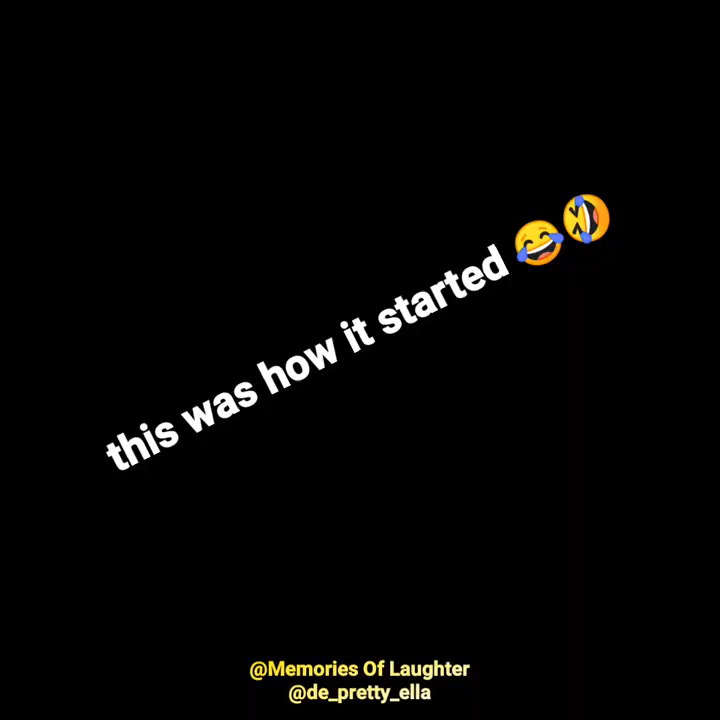 this was how it started 😂🤣
@Memories Of Laughter
@de_pretty_ella